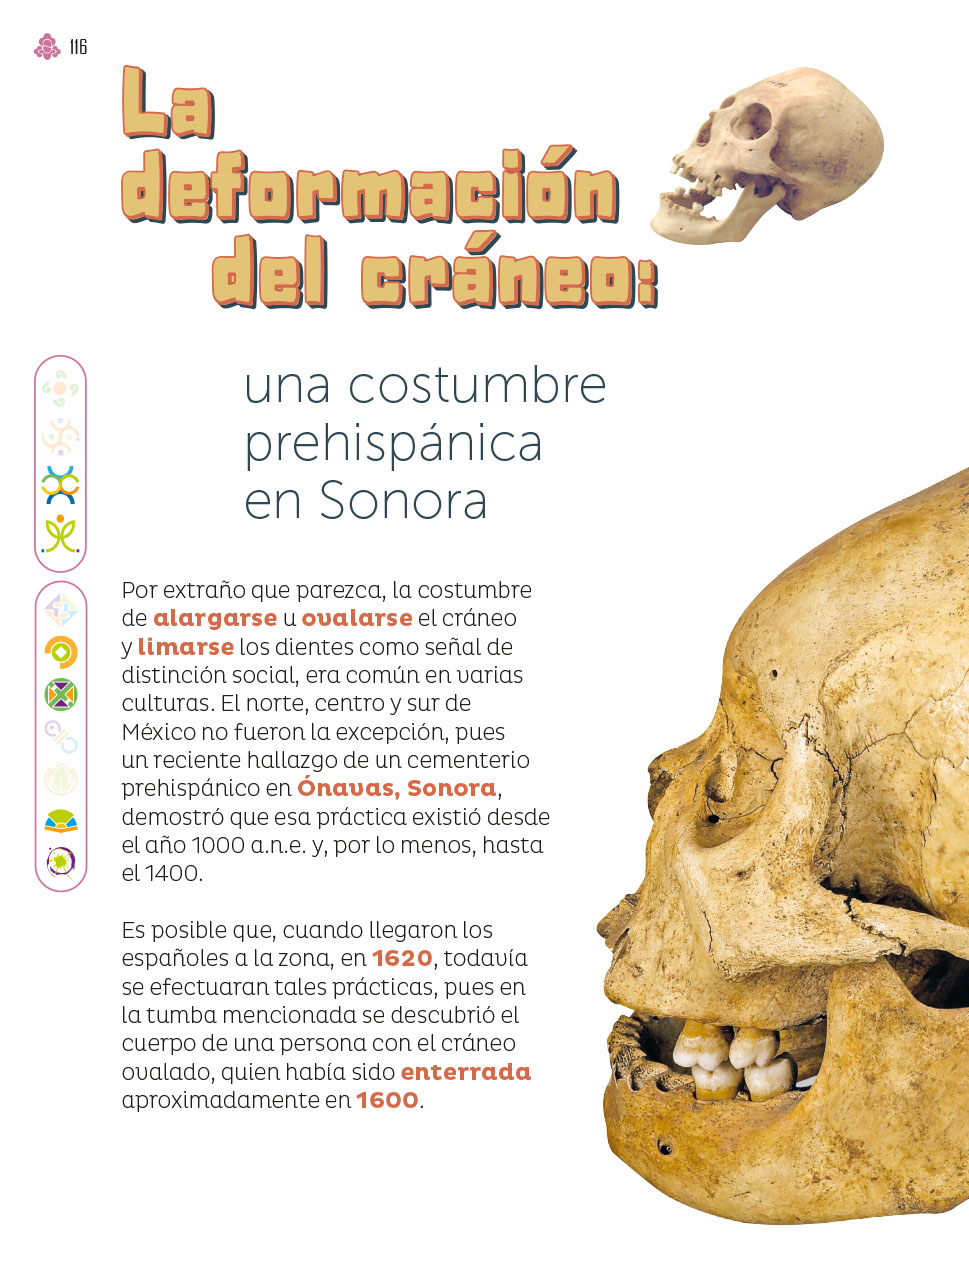 116
La
deformación
del cráneo:
una costumbre
prehispánica
en Sonora
Por extraño que parezca, la costumbre
de alargarse u ovalarse el cráneo
y limarse los dientes como señal de
distinción social, era común en varias
culturas. El norte, centro y sur de
México no fueron la excepción, pues
un reciente hallazgo de un cementerio
prehispánico en Ónavas, Sonora,
demostró que esa práctica existió desde
el año 1000 a.n.e. y, por lo menos, hasta
el 1400.
Es posible que, cuando llegaron los
españoles a la zona, en 1620, todavía
se efectuaran tales prácticas, pues en
la tumba mencionada se descubrió el
cuerpo de una persona con el cráneo
ovalado, quien había sido enterrada
aproximadamente en 1600.